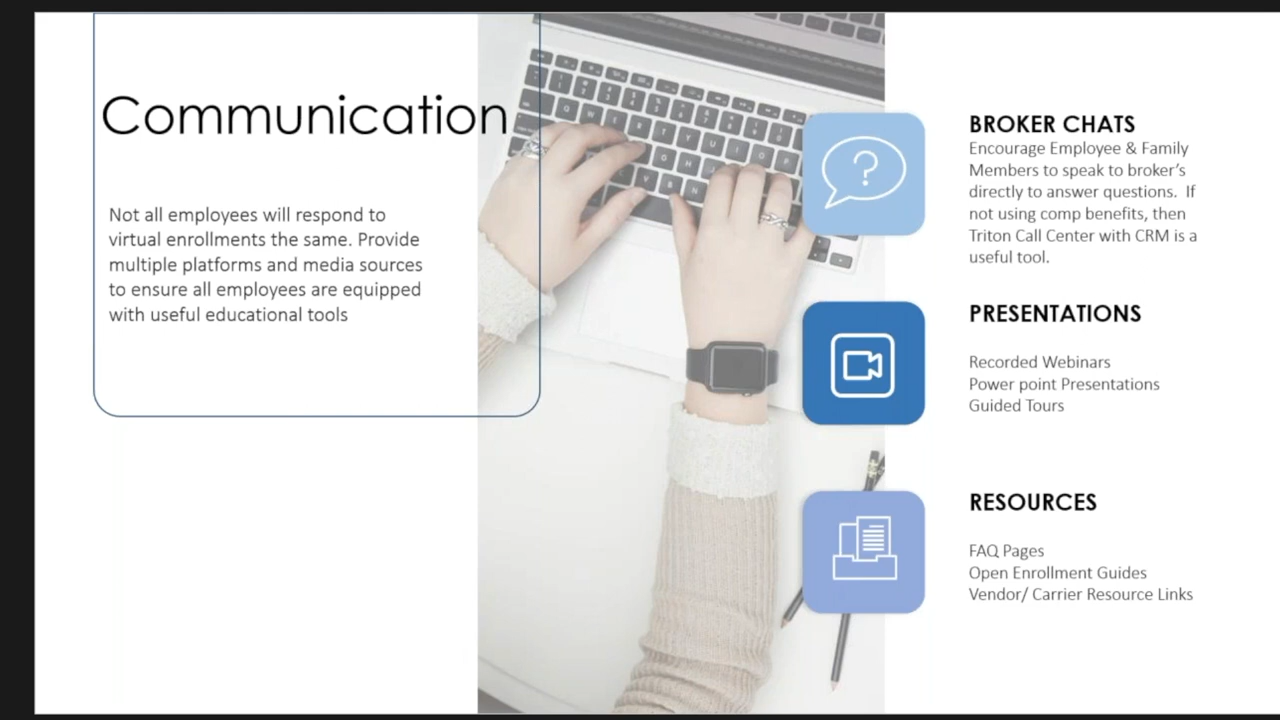 Communication
Not all employees will respond to
virtual enrollments the same. Provide
multiple platforms and media sources
to ensure all employees are equipped
with useful educational tools
BROKER CHATS
Encourage Employee & Family
Members to speak to broker’s
directly to answer questions.  If
not using comp benefits, then
Triton Call Center with CRM is a
useful tool.
PRESENTATIONS
Recorded Webinars
Power point Presentations
Guided Tours
RESOURCES
FAQ Pages
Open Enrollment Guides
Vendor/ Carrier Resource Links